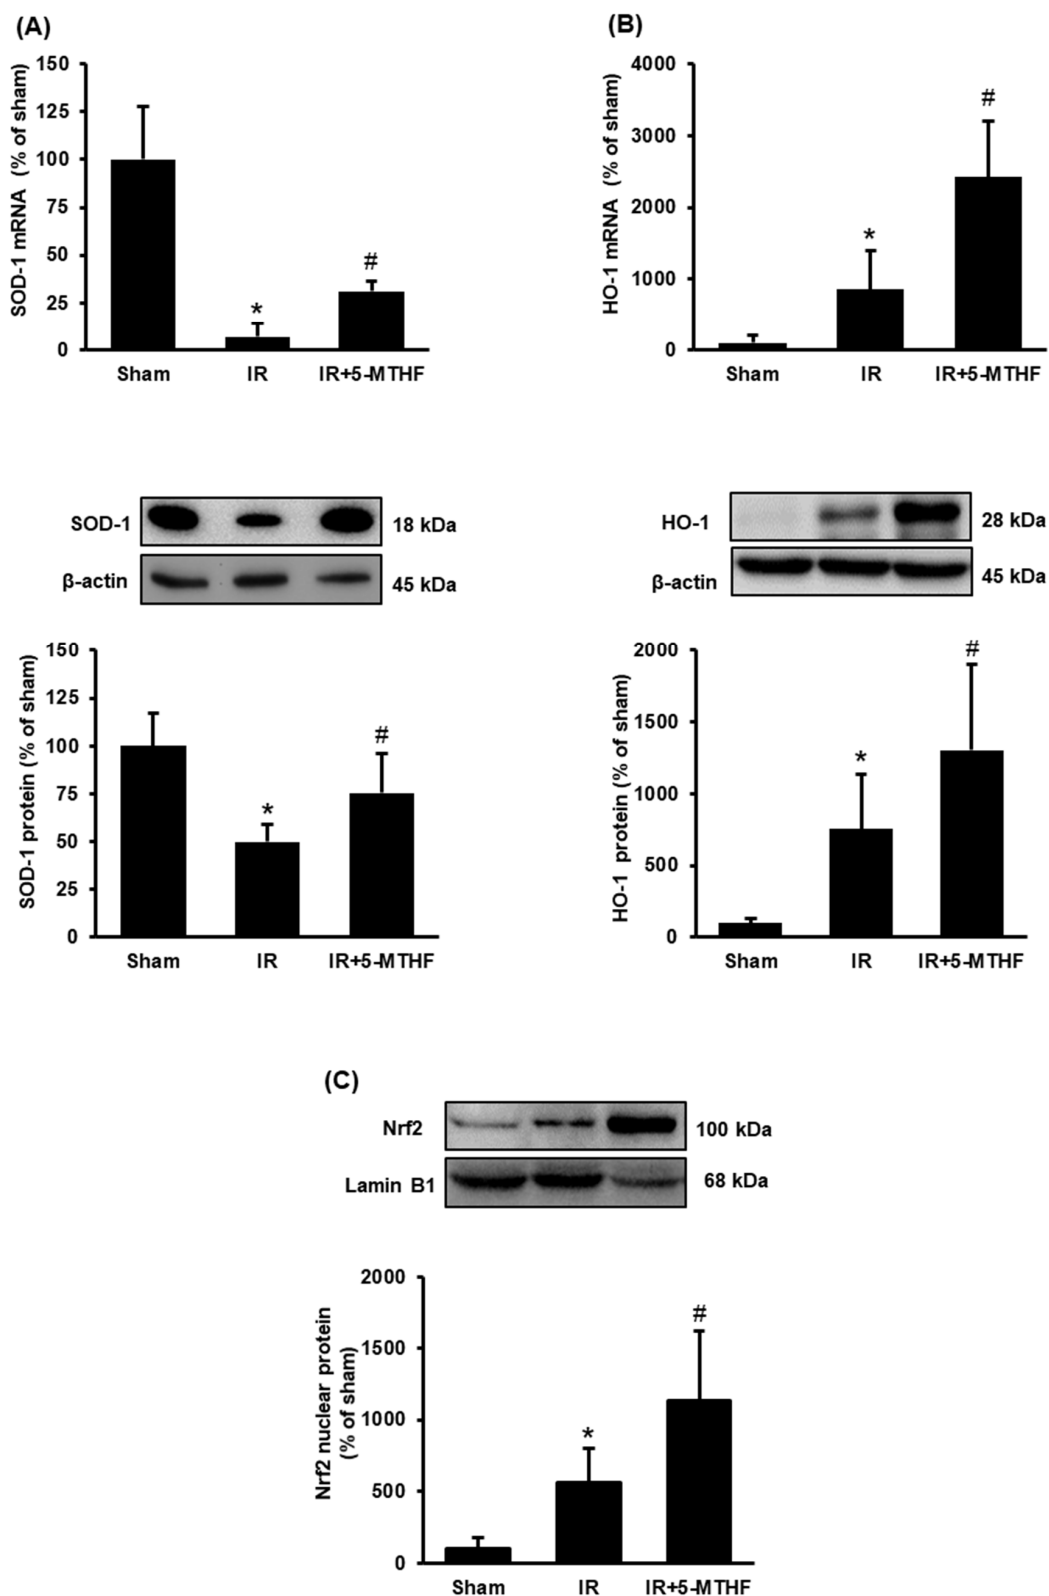 (A)
SOD-1 mRNA (% of sham)
150
125
100
75
50
25
0
*
#
Sham IR IR+5-MTHF
(B)
HO-1 mRNA (% of sham)
4000
3000
2000
1000
0
*
#
Sham IR IR+5-MTHF
SOD-1 18 kDa
β-actin 45 kDa
SOD-1 protein (% of sham)
150
125
100
75
50
25
0
*
#
Sham IR IR+5-MTHF
HO-1 28 kDa
β-actin 45 kDa
HO-1 protein (% of sham)
2000
1500
1000
500
0
*
#
Sham IR IR+5-MTHF
(C)
Nrf2 100 kDa
Lamin B1 68 kDa
Nrf2 nuclear protein
(% of sham)
2000
1500
1000
500
0
*
#
Sham IR IR+5-MTHF